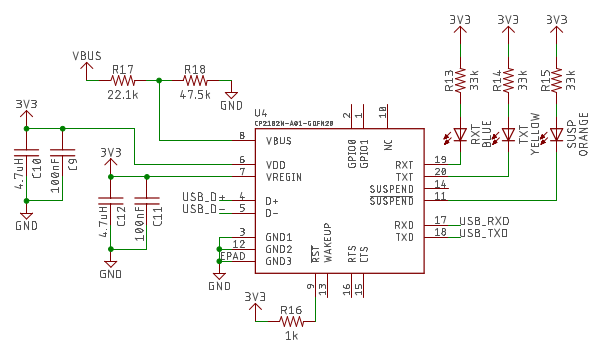 3V3
3V3
3V3
R13
33k
R14
33k
R15
33k
VBUS
R17
22.1k
R18
47.5k
GND
RXT
BLUE
TXT
YELLOW
SUSP
ORANGE
3V3
4.7uH
C10
100nF
C9
GND
3V3
4.7uH
C12
100nF
C11
GND
U4
CP2102N-A01-GQFN20
8
VBUS
6
VDD
7
VREGIN
USB_D+
4
D+
USB_D-
5
D-
3
GND1
12
GND2
EPAD
GND3
GND
2
1
10
GPIO0
GPIO1
NC
RXT
19
TXT
20
SUSPEND
14
SUSPEND
11
RXD
17
USB_RXD
TXD
18
USB_TXD
RST
WAKEUP
RTS
CTS
9
13
16
15
3V3
R16
1k